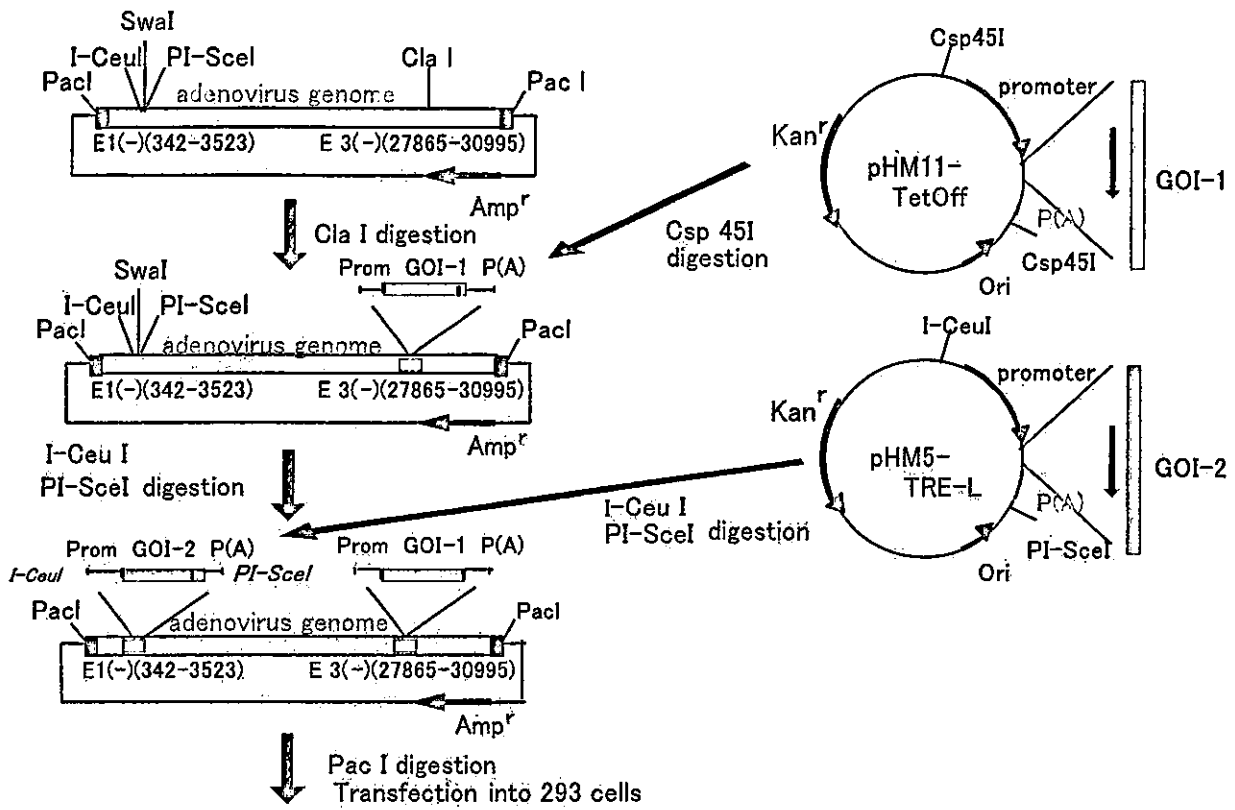 SwaI
I-CeuI
PI-SceI
PacI
Cla I
Pac I
adenovirus genome
E1(-)(342-3523)
E 3(-)(27865-30995)
Amp^r
Cla I digestion
Csp45I
promoter
Kan^r
pHM11-
TetOff
GOI-1
P(A)
Csp45I
Ori
Csp 45I
digestion
Prom GOI-1 P(A)
SwaI
I-CeuI
PI-SceI
PacI
PacI
adenovirus genome
E1(-)(342-3523)
E 3(-)(27865-30995)
Amp^r
I-Ceu I
PI-SceI digestion
I-CeuI
promoter
Kan^r
pHM5-
TRE-L
GOI-2
P(A)
PI-SceI
Ori
I-Ceu I
PI-SceI digestion
Prom GOI-2 P(A)
Prom GOI-1 P(A)
I-CeuI
PI-SceI
PacI
PacI
adenovirus genome
E1(-)(342-3523)
E 3(-)(27865-30995)
Amp^r
Pac I digestion
Transfection into 293 cells